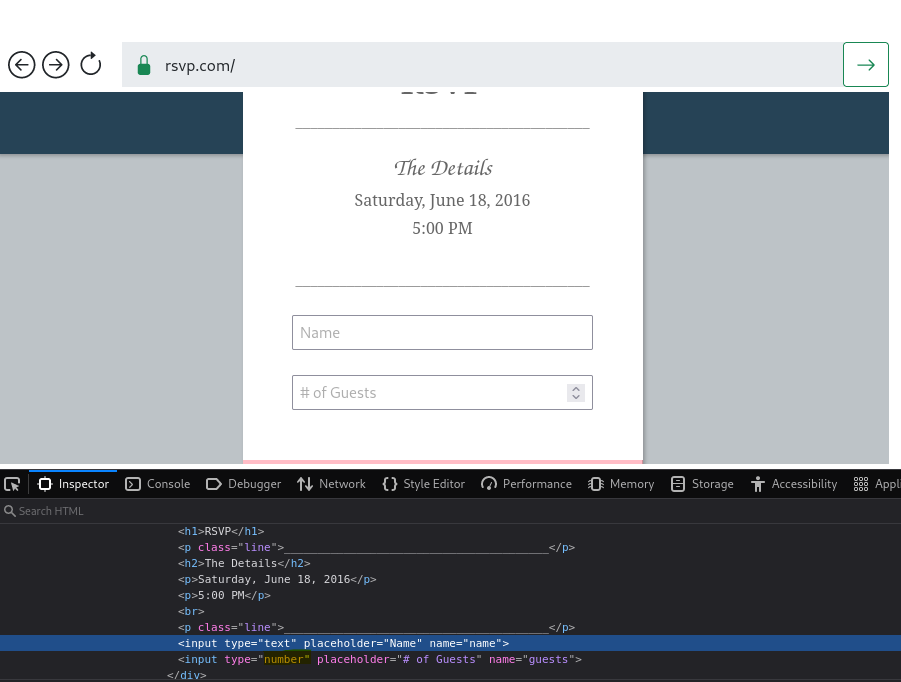 rsvp.com/
RSVP
______________________________________
The Details
Saturday, June 18, 2016
5:00 PM
______________________________________
Name
# of Guests
Inspector Console Debugger Network Style Editor Performance Memory Storage Accessibility Appli
Search HTML
<h1>RSVP</h1>
<p class="line">________________________________________</p>
<h2>The Details</h2>
<p>Saturday, June 18, 2016</p>
<p>5:00 PM</p>
<br>
<p class="line">________________________________________</p>
<input type="text" placeholder="Name" name="name">
<input type="number" placeholder="# of Guests" name="guests">
</div>